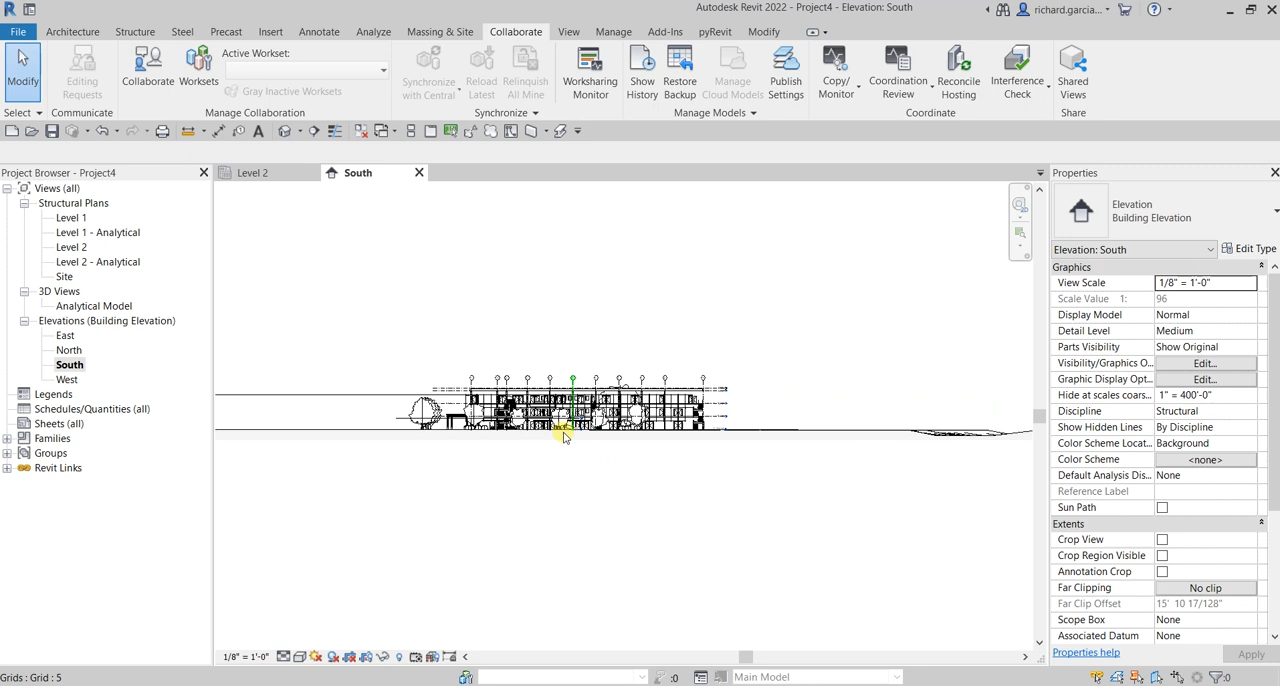 Autodesk Revit 2022 - Project4 - Elevation: South
richard.garcia...
File Architecture Structure Steel Precast Insert Annotate Analyze Massing & Site Collaborate View Manage Add-Ins pyRevit Modify
Modify
Editing Requests
Collaborate
Worksets
Active Workset:
Gray Inactive Worksets
Synchronize with Central
Reload Latest
Relinquish All Mine
Worksharing Monitor
Show History
Restore Backup
Manage Cloud Models
Publish Settings
Copy/ Monitor
Coordination Review
Reconcile Hosting
Interference Check
Shared Views
Select Communicate Manage Collaboration Synchronize Manage Models Coordinate Share
Project Browser - Project4
Views (all)
Structural Plans
Level 1
Level 1 - Analytical
Level 2
Level 2 - Analytical
Site
3D Views
Analytical Model
Elevations (Building Elevation)
East
North
South
West
Legends
Schedules/Quantities (all)
Sheets (all)
Families
Groups
Revit Links
Level 2
South
Properties
Elevation
Building Elevation
Elevation: South
Edit Type
Graphics
View Scale 1/8" = 1'-0"
Scale Value 1: 96
Display Model Normal
Detail Level Medium
Parts Visibility Show Original
Visibility/Graphics O... Edit...
Graphic Display Opt... Edit...
Hide at scales coars... 1" = 400'-0"
Discipline Structural
Show Hidden Lines By Discipline
Color Scheme Locat... Background
Color Scheme <none>
Default Analysis Dis... None
Reference Label
Sun Path
Extents
Crop View
Crop Region Visible
Annotation Crop
Far Clipping No clip
Far Clip Offset 15' 10 17/128"
Scope Box None
Associated Datum None
Properties help
Apply
1/8" = 1'-0"
Grids : Grid : 5
:0
Main Model
:0